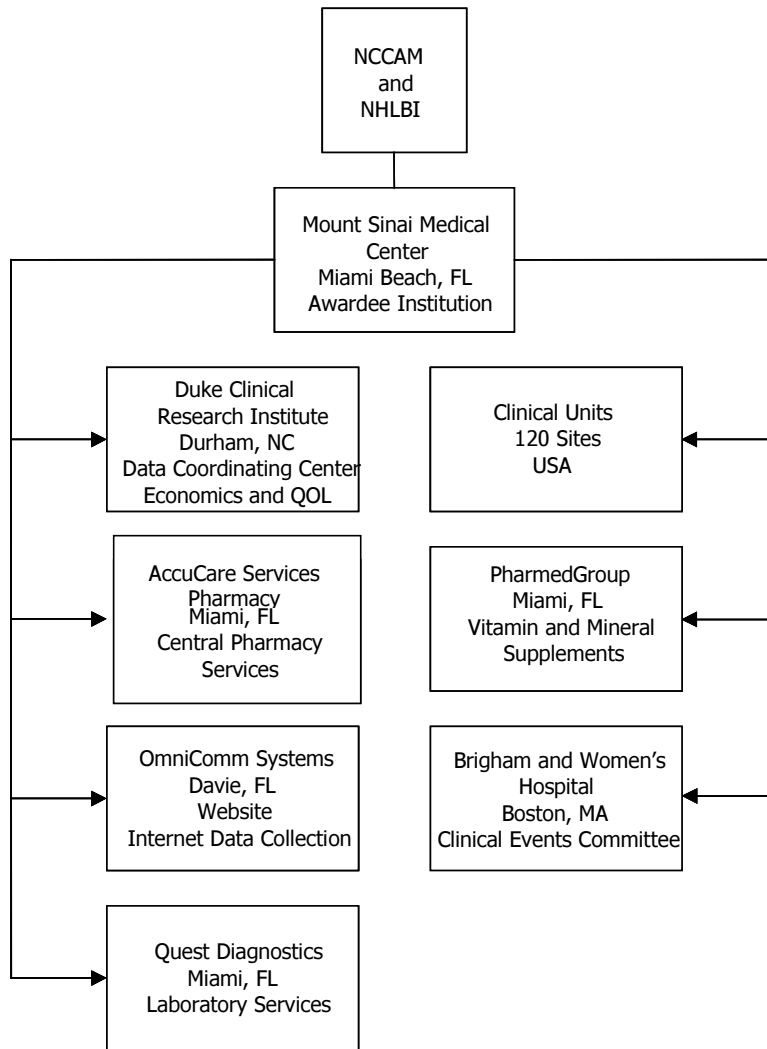 NCCAM
and
NHLBI
Mount Sinai Medical
Center
Miami Beach, FL
Awardee Institution
Duke Clinical
Research Institute
Durham, NC
Data Coordinating Center
Economics and QOL
Clinical Units
120 Sites
USA
AccuCare Services
Pharmacy
Miami, FL
Central Pharmacy
Services
PharmedGroup
Miami, FL
Vitamin and Mineral
Supplements
OmniComm Systems
Davie, FL
Website
Internet Data Collection
Brigham and Women’s
Hospital
Boston, MA
Clinical Events Committee
Quest Diagnostics
Miami, FL
Laboratory Services